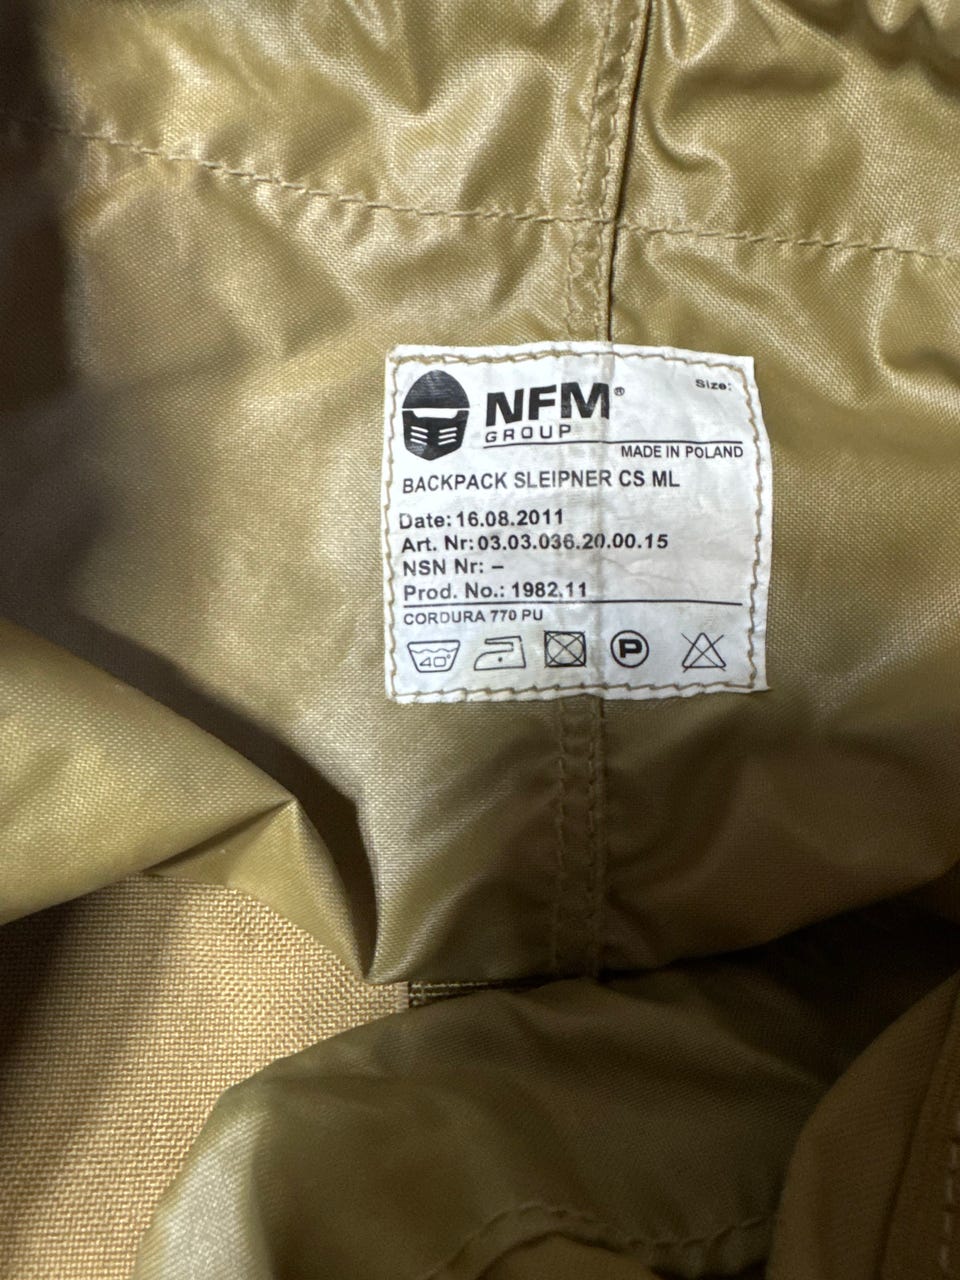 NFM®
Size:
GROUP
MADE IN POLAND
BACKPACK SLEIPNER CS ML
Date: 16.08.2011
Art. Nr: 03.03.036.20.00.15
NSN Nr: –
Prod. No.: 1982.11
CORDURA 770 PU
40°
P